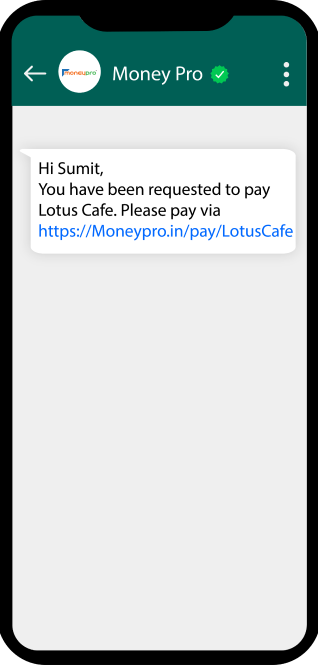 moneypro
Money Pro
Hi Sumit,
You have been requested to pay
Lotus Cafe. Please pay via
https://Moneypro.in/pay/LotusCafe